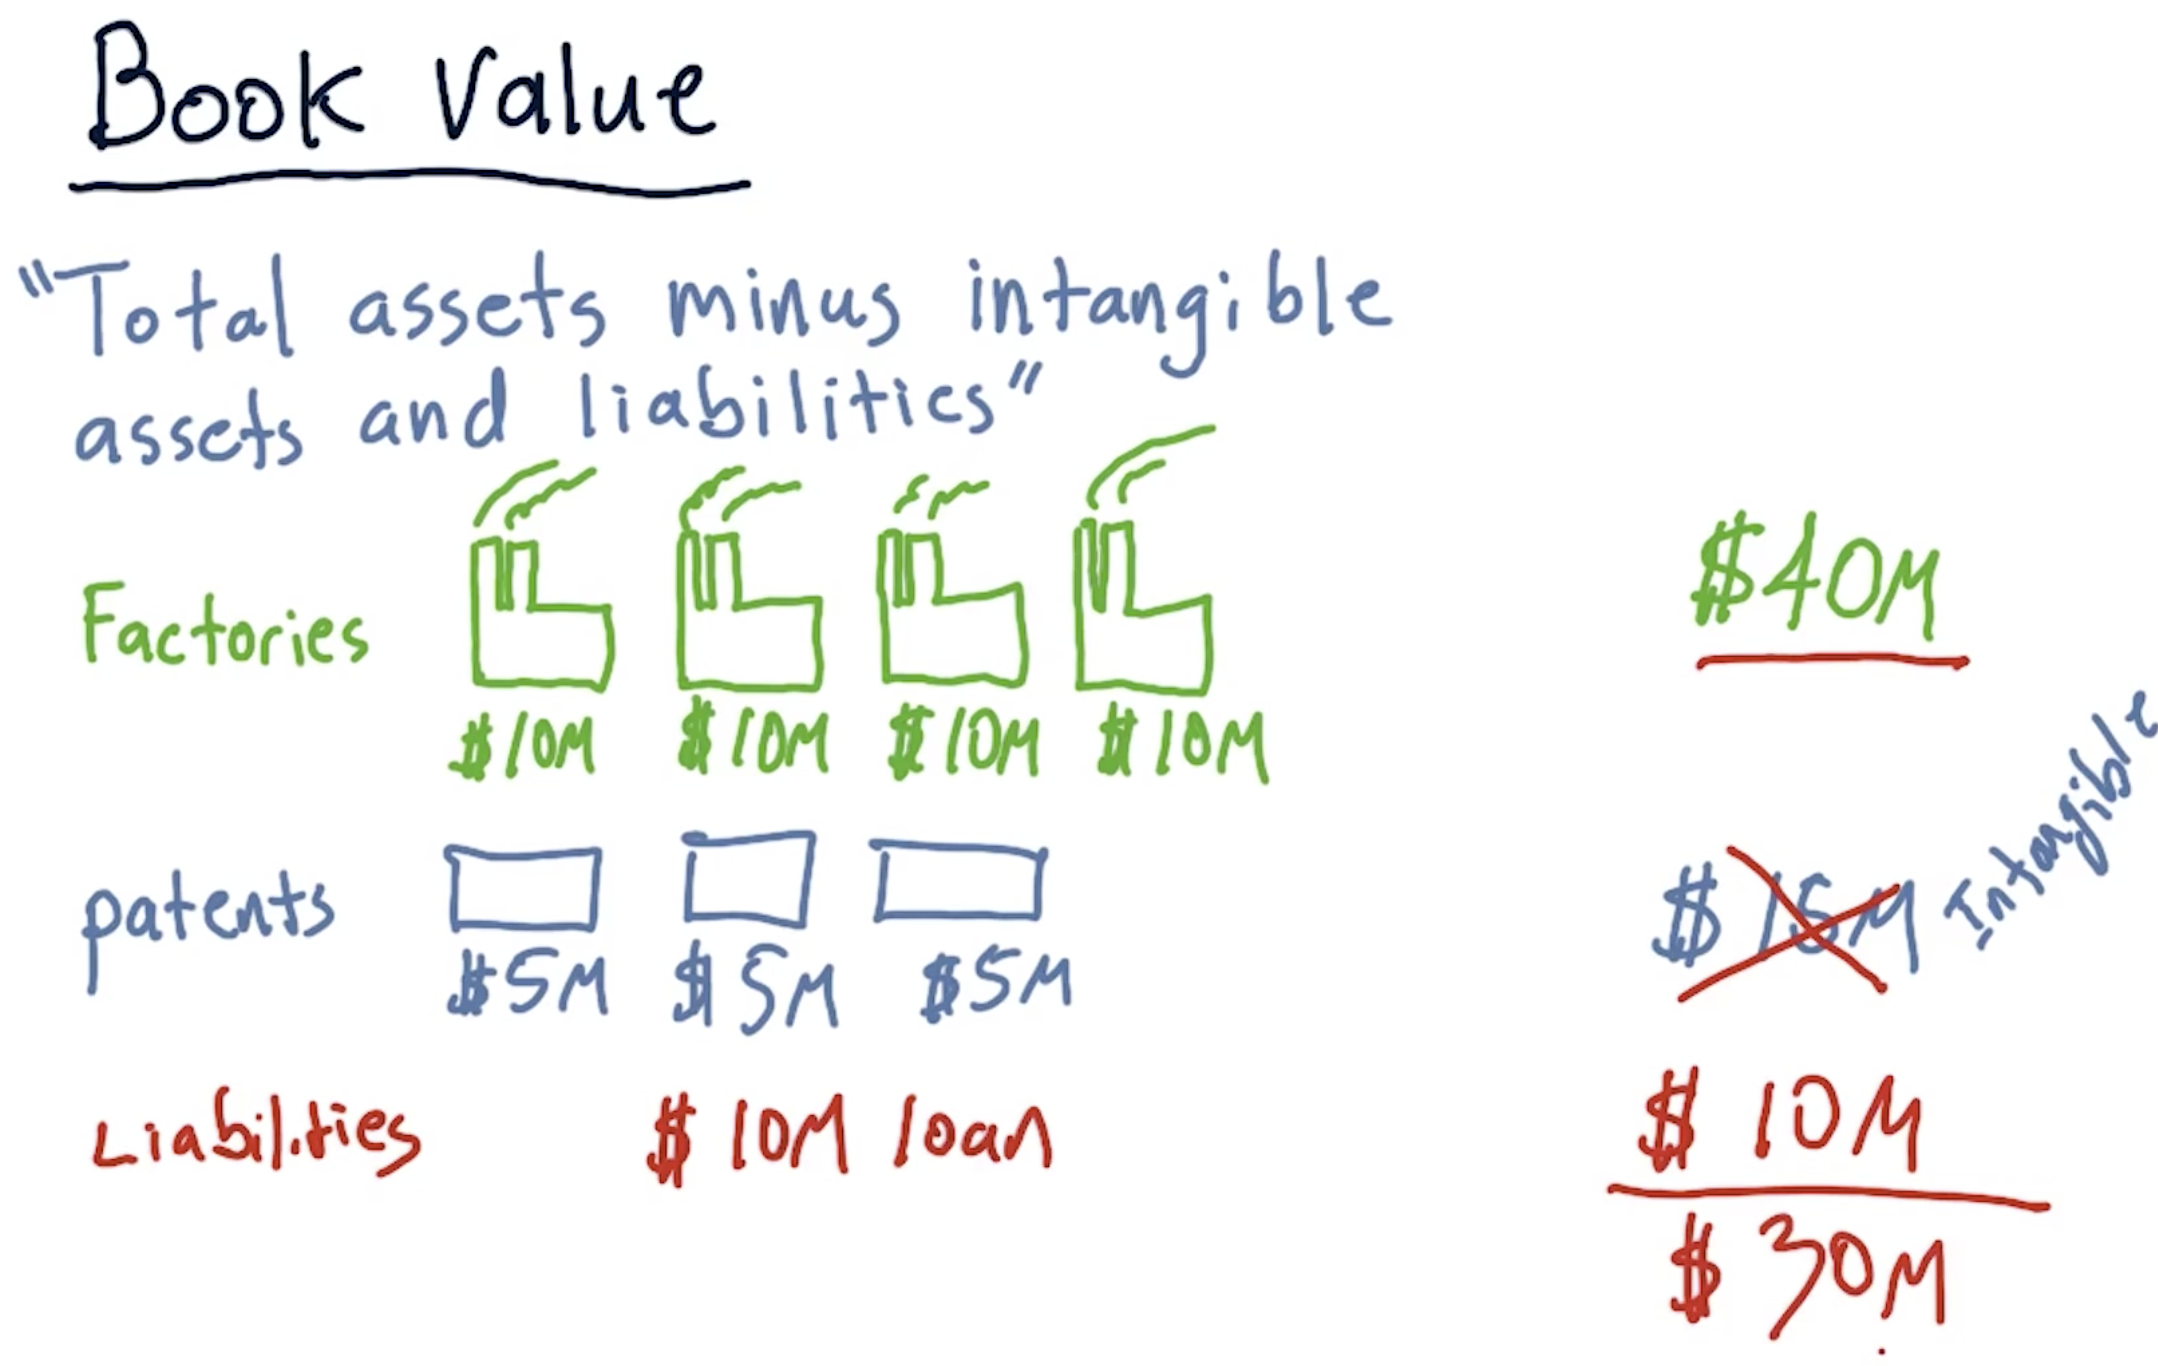 Book Value
"Total assets minus intangible
assets and liabilities"
Factories
$10M $10M $10M $10M
$40M
patents
$5M $5M $5M
$15M Intangible
Liabilities $10M loan $10M
$30M